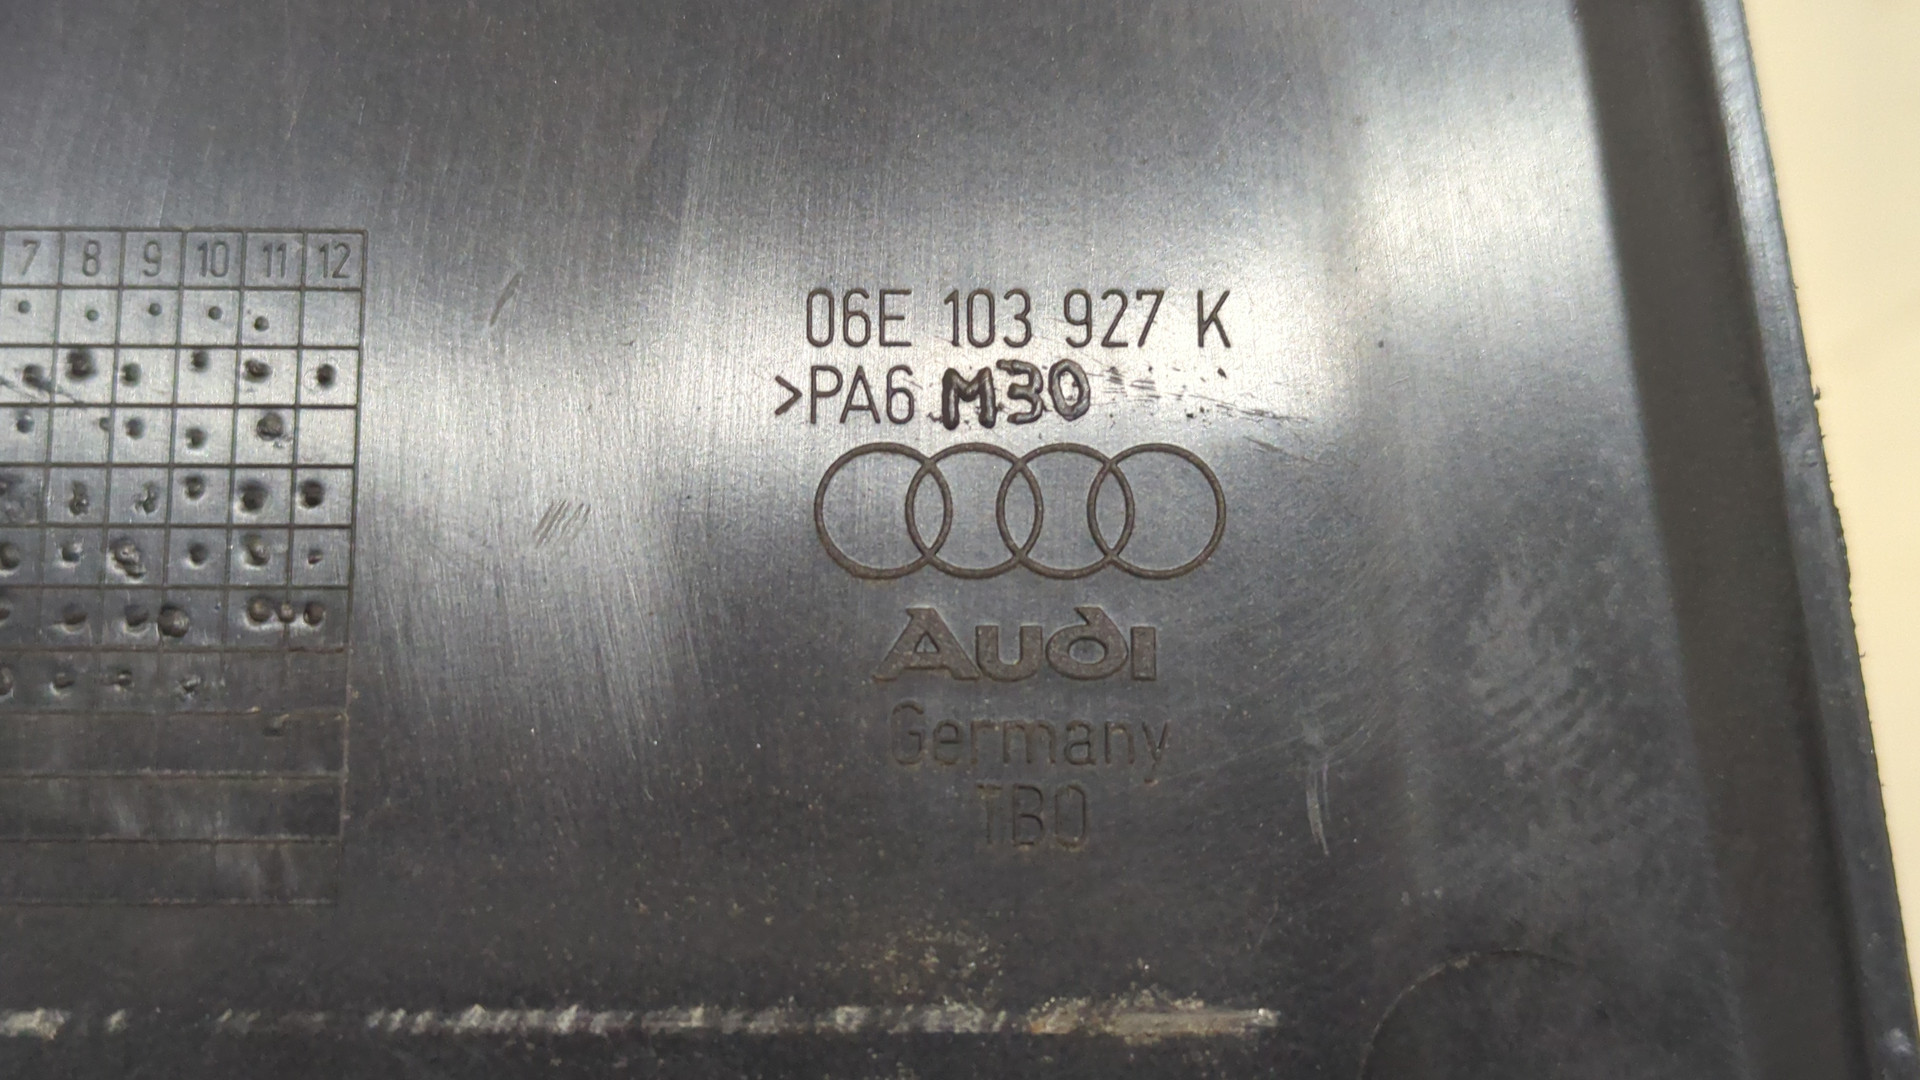 7 8 9 10 11 12
06E 103 927 K
>PA6 M30
Audi
Germany
TBO